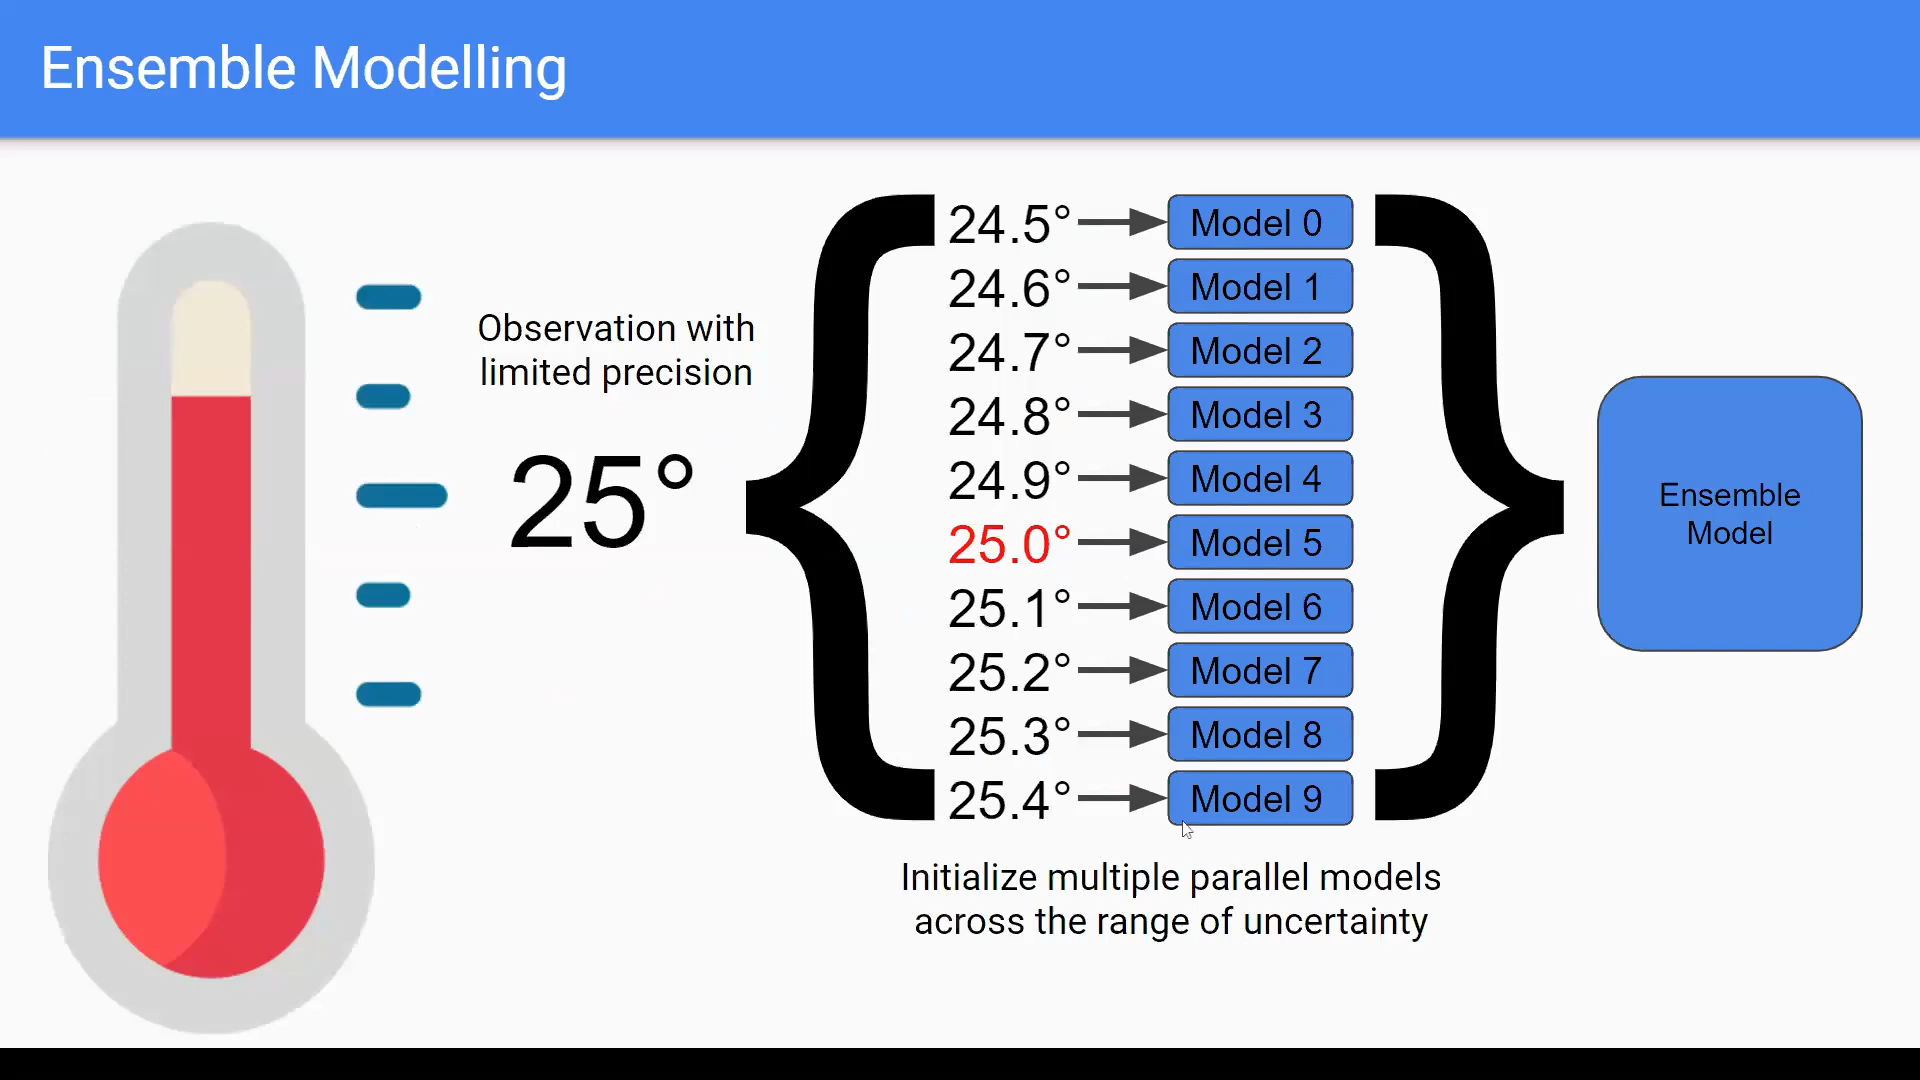 Ensemble Modelling
Observation with
limited precision
25°
24.5° Model 0
24.6° Model 1
24.7° Model 2
24.8° Model 3
24.9° Model 4
25.0° Model 5
25.1° Model 6
25.2° Model 7
25.3° Model 8
25.4° Model 9
Initialize multiple parallel models
across the range of uncertainty
Ensemble
Model